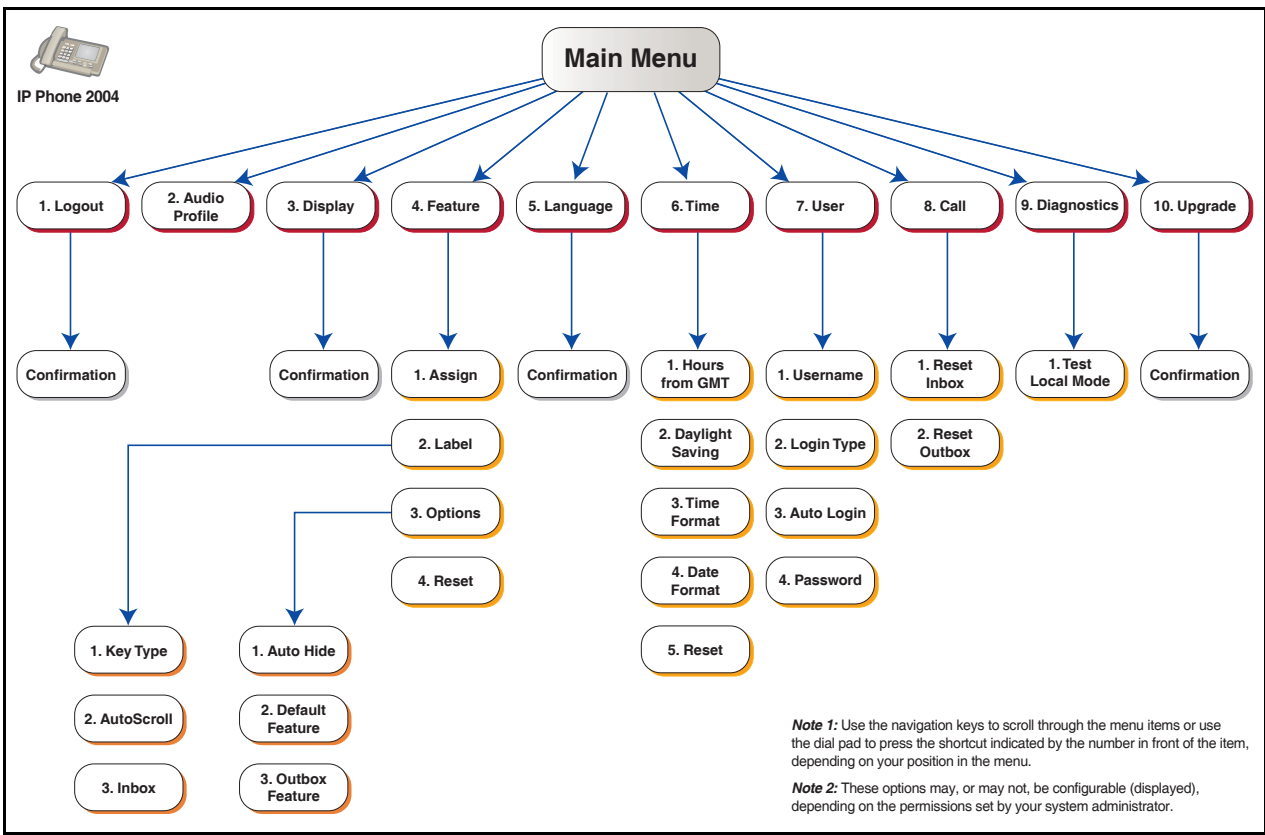 IP Phone 2004
Main Menu
1. Logout
2. Audio
Profile
3. Display
4. Feature
5. Language
6. Time
7. User
8. Call
9. Diagnostics
10. Upgrade
Confirmation
Confirmation
1. Assign
Confirmation
1. Hours
from GMT
1. Username
1. Reset
Inbox
1. Test
Local Mode
Confirmation
2. Label
2. Daylight
Saving
2. Login Type
2. Reset
Outbox
3. Options
3. Time
Format
3. Auto Login
4. Reset
4. Date
Format
4. Password
1. Key Type
1. Auto Hide
5. Reset
2. AutoScroll
2. Default
Feature
3. Inbox
3. Outbox
Feature
Note 1: Use the navigation keys to scroll through the menu items or use
the dial pad to press the shortcut indicated by the number in front of the item,
depending on your position in the menu.
Note 2: These options may, or may not, be configurable (displayed),
depending on the permissions set by your system administrator.